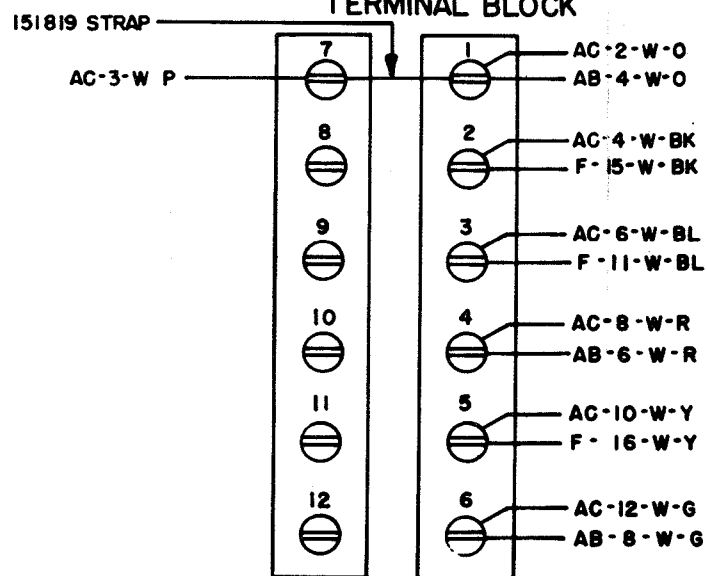 TERMINAL BLOCK
151819 STRAP
7
1
AC-2-W-O
AC-3-W P
AB-4-W-O
8
2
AC-4-W-BK
F-15-W-BK
9
3
AC-6-W-BL
F-11-W-BL
10
4
AC-8-W-R
AB-6-W-R
11
5
AC-10-W-Y
F-16-W-Y
12
6
AC-12-W-G
AB-8-W-G